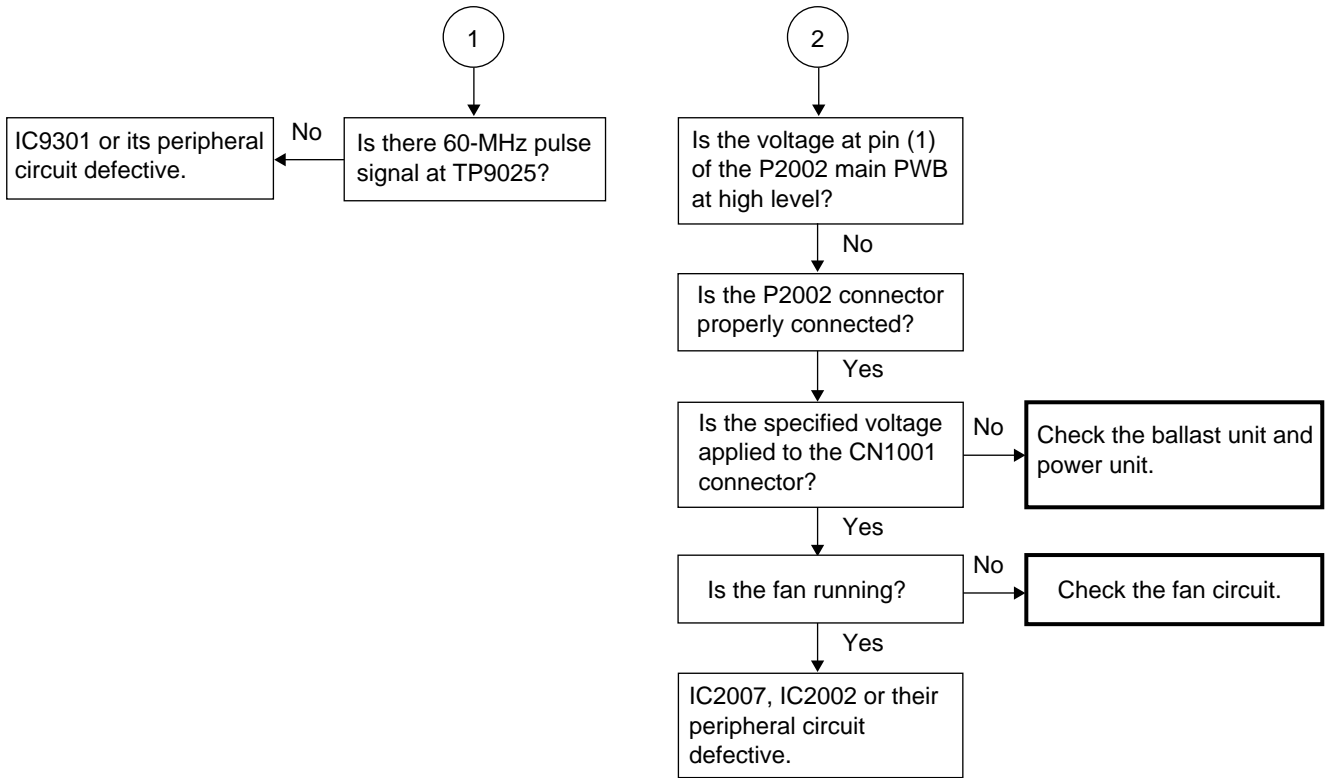 1
IC9301 or its peripheral
circuit defective.
No
Is there 60-MHz pulse
signal at TP9025?
2
Is the voltage at pin (1)
of the P2002 main PWB
at high level?
No
Is the P2002 connector
properly connected?
Yes
Is the specified voltage
applied to the CN1001
connector?
No
Check the ballast unit and
power unit.
Yes
Is the fan running?
No
Check the fan circuit.
Yes
IC2007, IC2002 or their
peripheral circuit
defective.